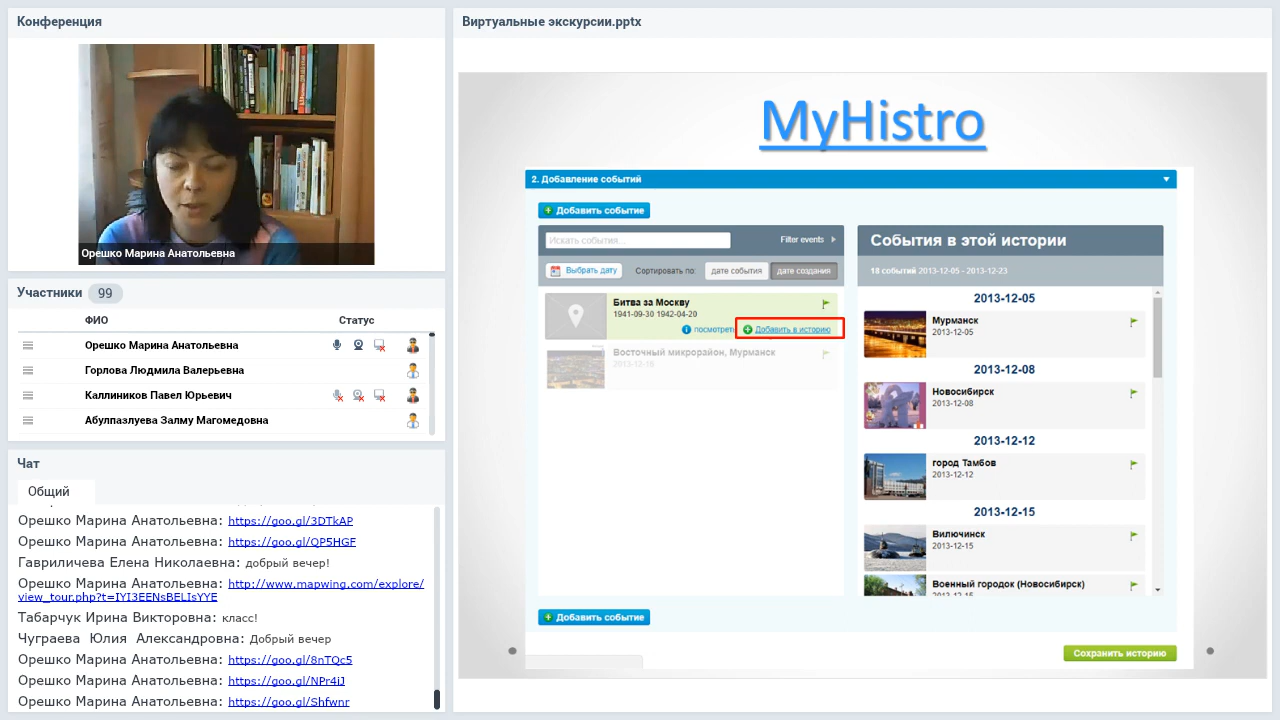 Конференция
Орешко Марина Анатольевна
Участники 99
ФИО Статус
Орешко Марина Анатольевна
Горлова Людмила Валерьевна
Каллиников Павел Юрьевич
Абулпазлуева Залму Магомедовна
Чат
Общий
Орешко Марина Анатольевна: https://goo.gl/3DTkAP
Орешко Марина Анатольевна: https://goo.gl/QP5HGF
Гавриличева Елена Николаевна: добрый вечер!
Орешко Марина Анатольевна: http://www.mapwing.com/explore/
view_tour.php?t=IYI3EENsBELIsYYE
Табарчук Ирина Викторовна: класс!
Чуграева Юлия Александровна: Добрый вечер
Орешко Марина Анатольевна: https://goo.gl/8nTQc5
Орешко Марина Анатольевна: https://goo.gl/NPr4iJ
Орешко Марина Анатольевна: https://goo.gl/Shfwnr
Виртуальные экскурсии.pptx
MyHistro
2. Добавление событий
Добавить событие
Искать события...
Filter events
Выбрать дату
Сортировать по:
дате события
дате создания
Битва за Москву
1941-09-30 1942-04-20
посмотреть
Добавить в историю
Восточный микрорайон, Мурманск
2013-12-16
События в этой истории
18 событий 2013-12-05 - 2013-12-23
2013-12-05
Мурманск
2013-12-05
2013-12-08
Новосибирск
2013-12-08
2013-12-12
город Тамбов
2013-12-12
2013-12-15
Вилючинск
2013-12-15
Военный городок (Новосибирск)
2013-12-15
Добавить событие
Сохранить историю